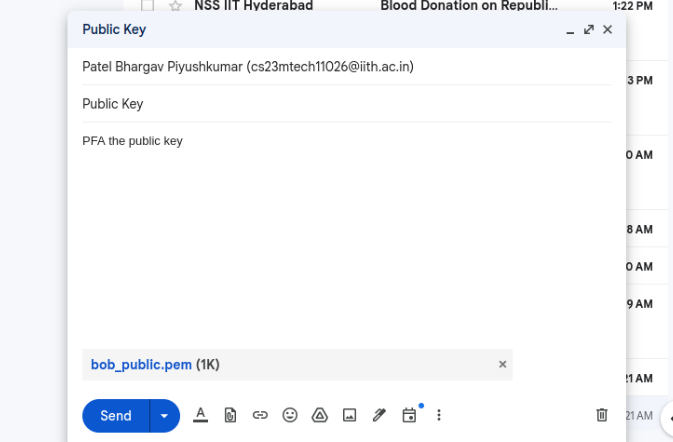 NSS IIT Hyderabad Blood Donation on Republi... 1:22 PM
Public Key
Patel Bhargav Piyushkumar (cs23mtech11026@iith.ac.in)
3 PM
Public Key
PFA the public key
0 AM
8 AM
0 AM
9 AM
bob_public.pem (1K)
21 AM
Send
21 AM